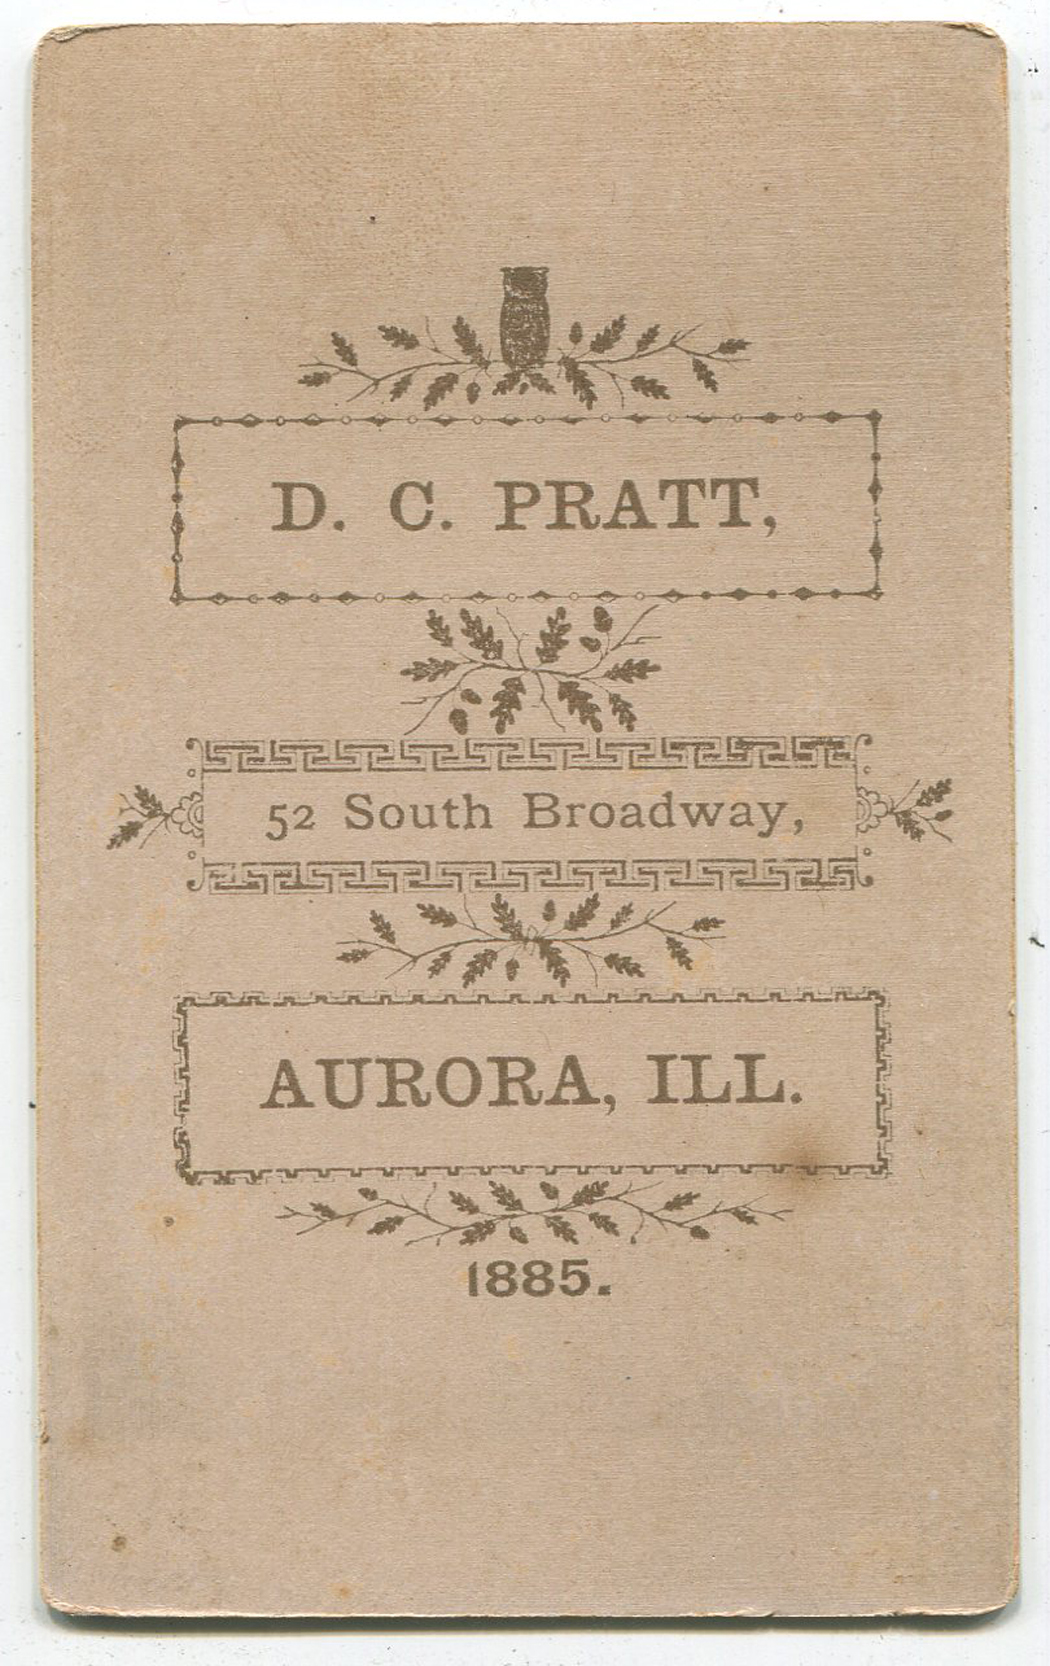 D. C. PRATT,
52 South Broadway,
AURORA, ILL.
1885.